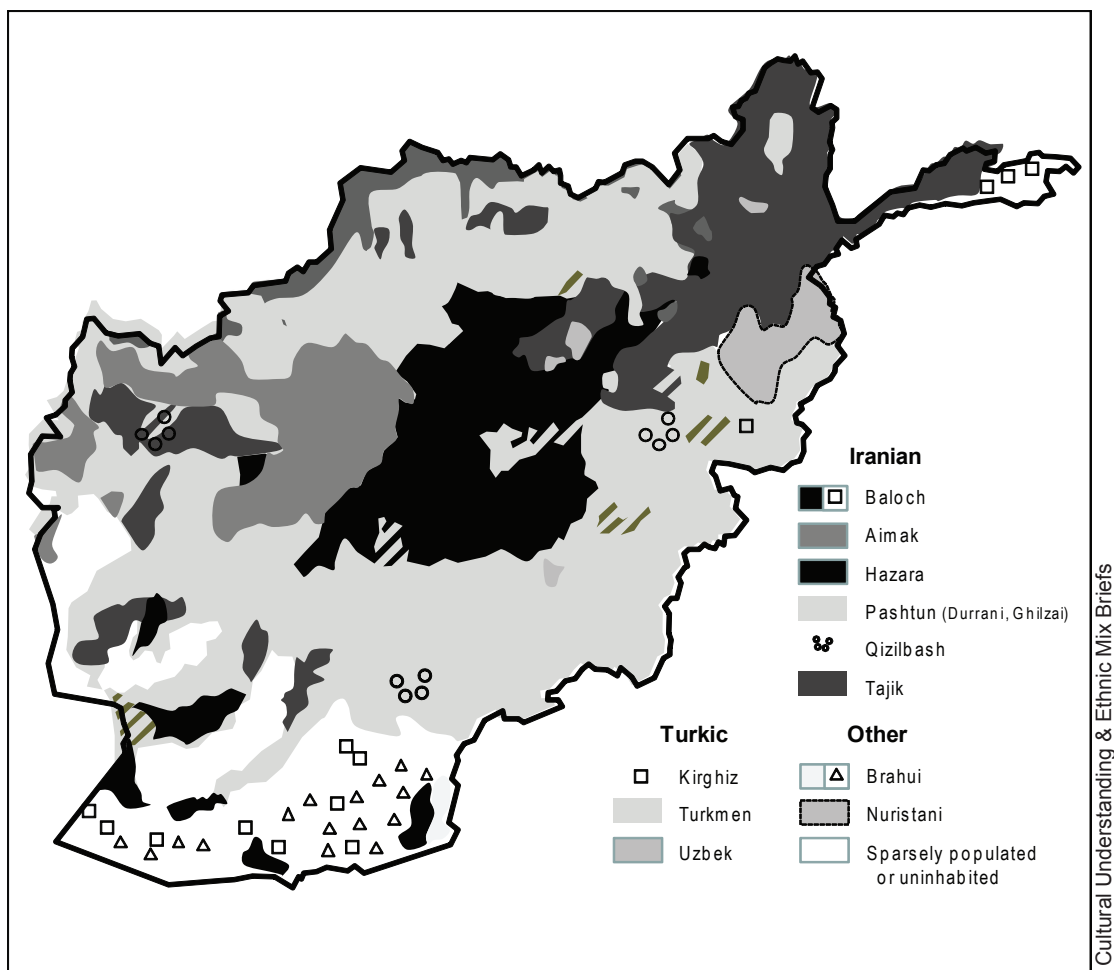 Iranian
Baloch
Aimak
Hazara
Pashtun (Durrani, Ghilzai)
Qizilbash
Tajik
Turkic
Kirghiz
Turkmen
Uzbek
Other
Brahui
Nuristani
Sparsely populated
or uninhabited
Cultural Understanding & Ethnic Mix Briefs